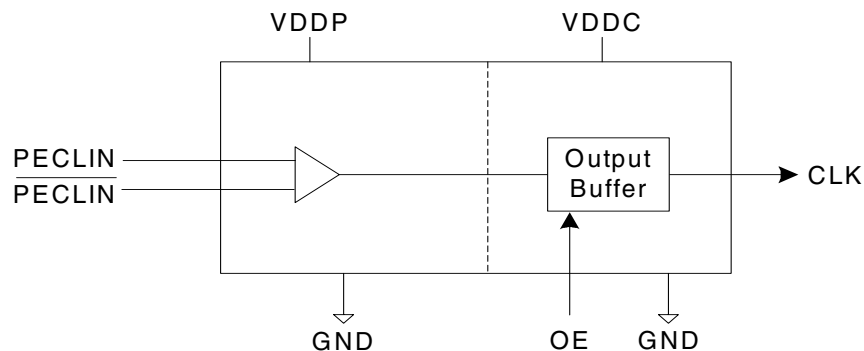 VDDP
VDDC
PECLIN
PECLIN
Output
Buffer
CLK
GND
OE
GND